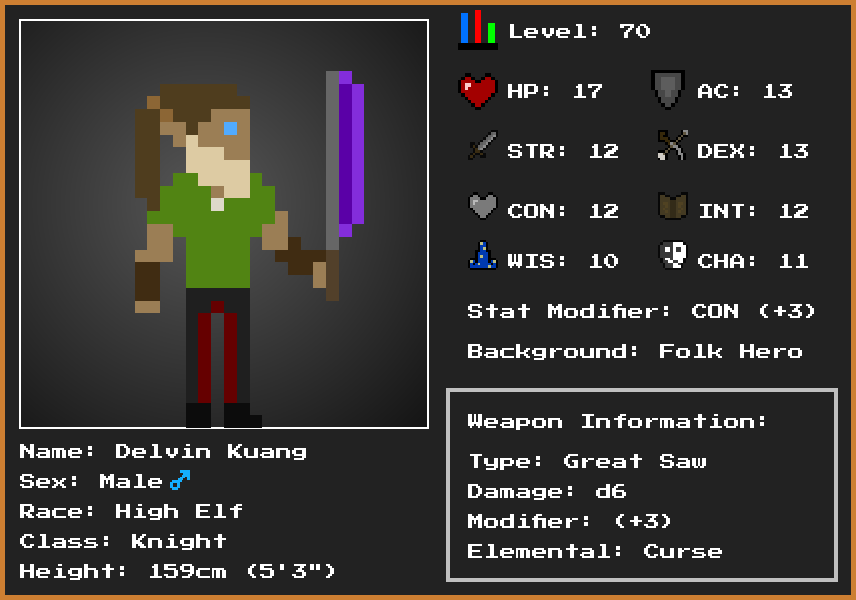 Level: 70
HP: 17
AC: 13
STR: 12
DEX: 13
CON: 12
INT: 12
WIS: 10
CHA: 11
Stat Modifier: CON (+3)
Background: Folk Hero
Weapon Information:
Type: Great Saw
Damage: d6
Modifier: (+3)
Elemental: Curse
Name: Delvin Kuang
Sex: Male♂
Race: High Elf
Class: Knight
Height: 159cm (5'3")